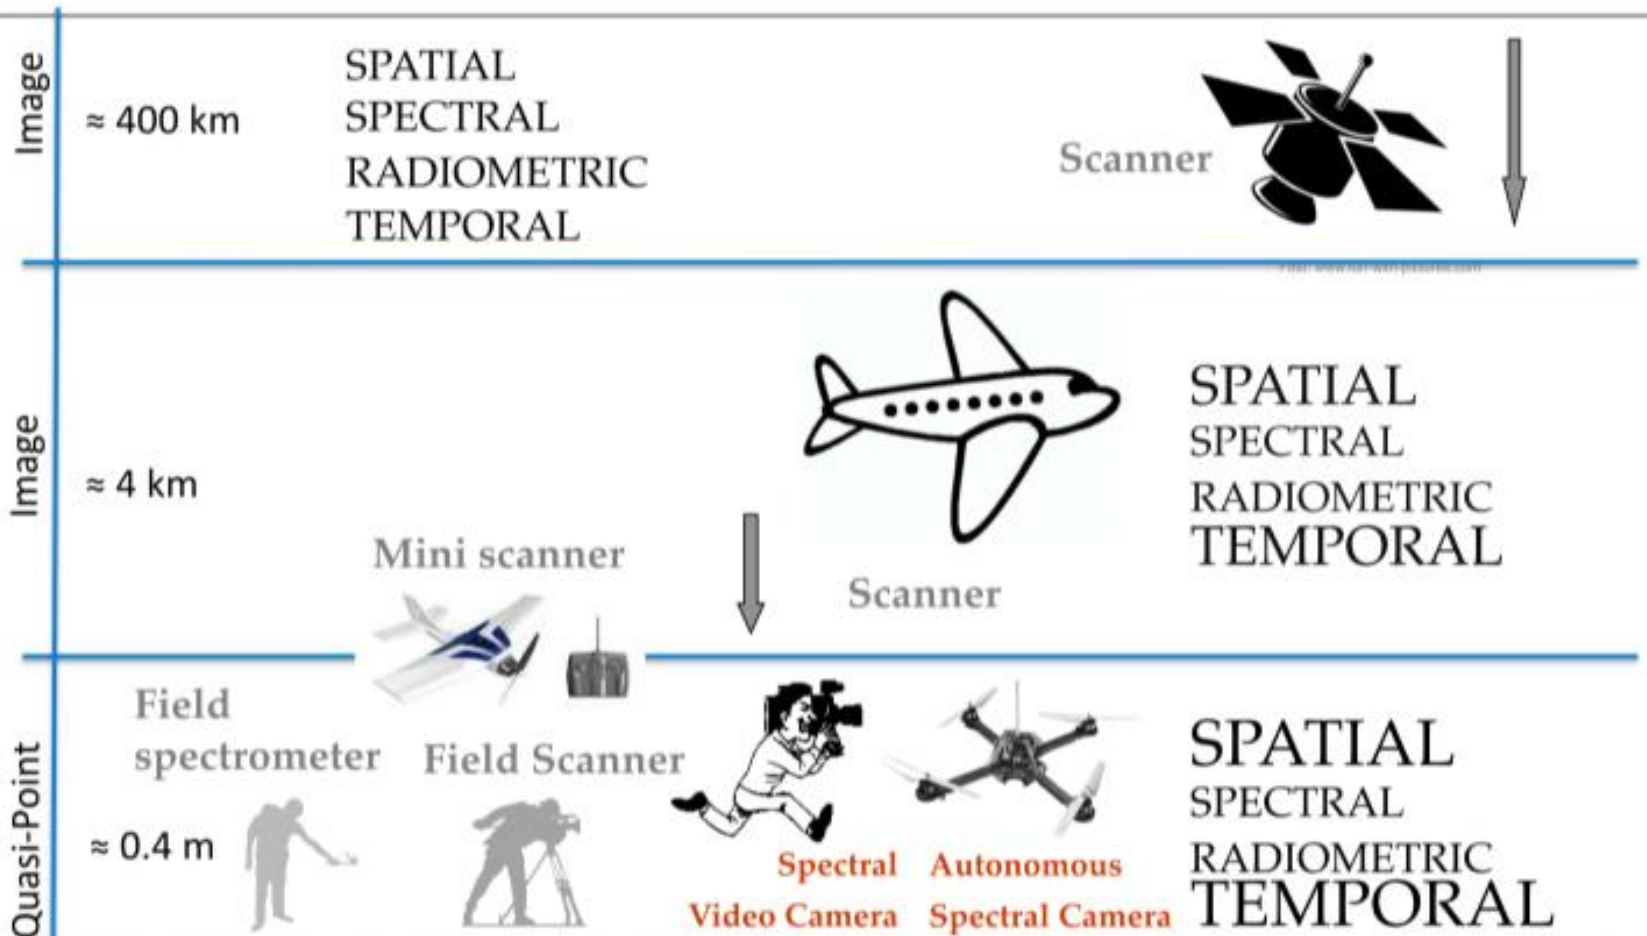 Image
≈ 400 km
SPATIAL
SPECTRAL
RADIOMETRIC
TEMPORAL
Scanner
Image
≈ 4 km
Mini scanner
Scanner
SPATIAL
SPECTRAL
RADIOMETRIC
TEMPORAL
Quasi-Point
≈ 0.4 m
Field
spectrometer
Field Scanner
Spectral
Video Camera
Autonomous
Spectral Camera
SPATIAL
SPECTRAL
RADIOMETRIC
TEMPORAL